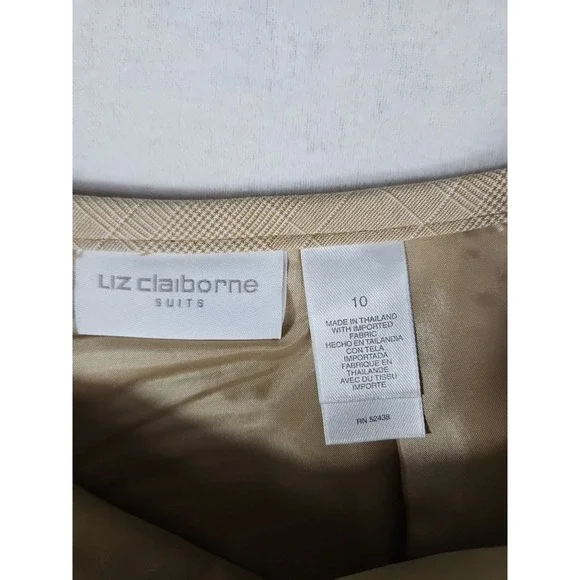 Liz claiborne
SUITS
10
MADE IN THAILAND
WITH IMPORTED
FABRIC
HECHO EN TAILANDIA
CON TELA
IMPORTADA
FABRIQUE EN
THAILANDE
AVEC DU TISSU
IMPORTE
RN 52438